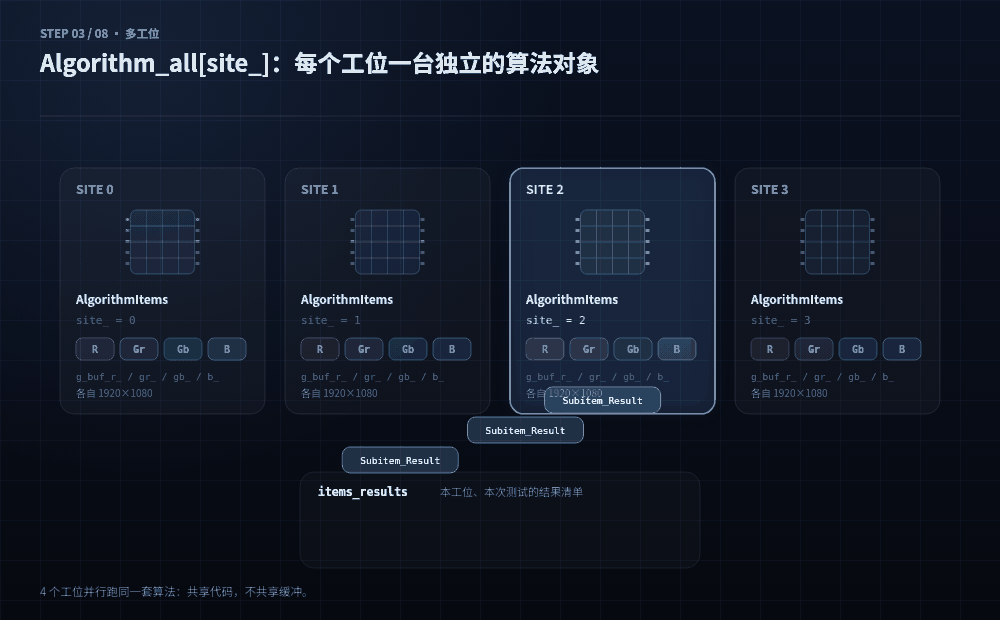 STEP 03 / 08 · 多工位
Algorithm_all[site_]：每个工位一台独立的算法对象
SITE 0
AlgorithmItems
site_ = 0
R Gr Gb B
g_buf_r_ / gr_ / gb_ / b_
各自 1920×1080
SITE 1
AlgorithmItems
site_ = 1
R Gr Gb B
g_buf_r_ / gr_ / gb_ / b_
各自 1920×1080
SITE 2
AlgorithmItems
site_ = 2
R Gr Gb B
g_buf_r_ / gr_ / gb_ / b_
各自 1920×1080
SITE 3
AlgorithmItems
site_ = 3
R Gr Gb B
g_buf_r_ / gr_ / gb_ / b_
各自 1920×1080
Subitem_Result
Subitem_Result
Subitem_Result
items_results 本工位、本次测试的结果清单
4 个工位并行跑同一套算法：共享代码，不共享缓冲。